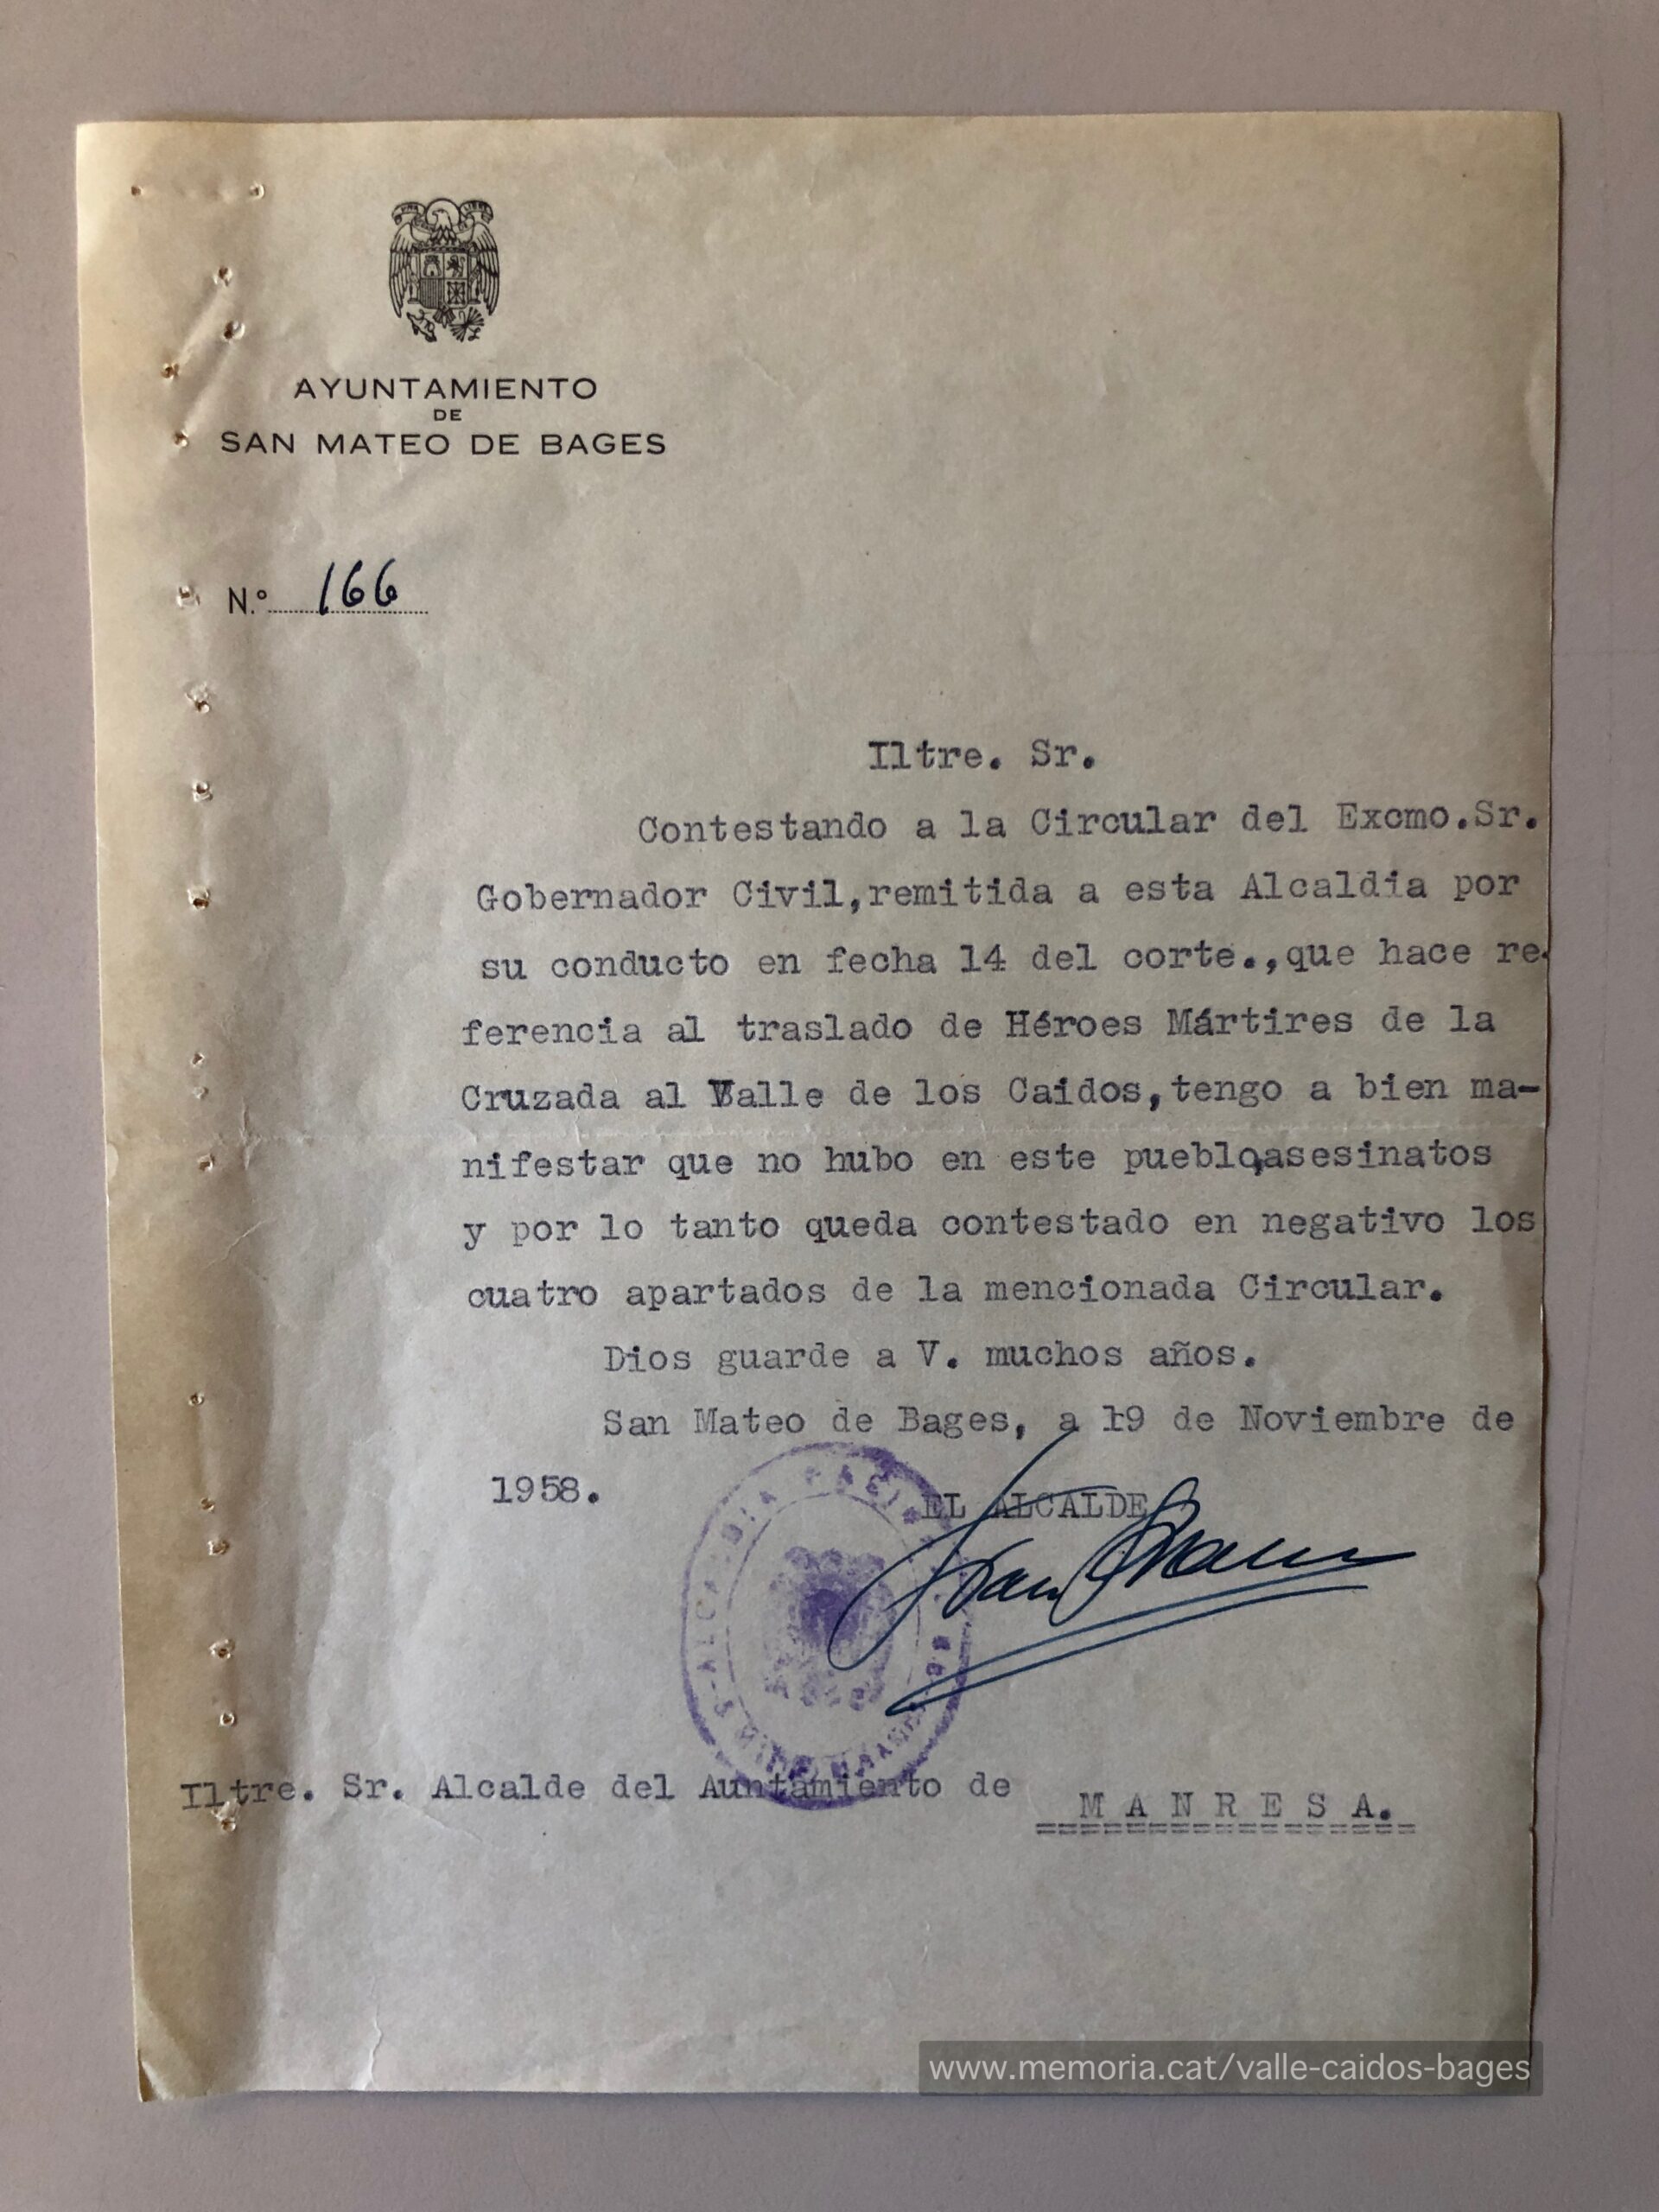 AYUNTAMIENTO
DE
SAN MATEO DE BAGES
N.º 166
Iltre. Sr.
Contestando a la Circular del Excmo.Sr.
Gobernador Civil,remitida a esta Alcaldia por
su conducto en fecha 14 del corte.,que hace re-
ferencia al traslado de Héroes Mártires de la
Cruzada al Valle de los Caidos,tengo a bien ma-
nifestar que no hubo en este pueblo,asesinatos
y por lo tanto queda contestado en negativo los
cuatro apartados de la mencionada Circular.
Dios guarde a V. muchos años.
San Mateo de Bages, a 19 de Noviembre de
1958.
EL ALCALDE
Iltre. Sr. Alcalde del Auntamiento de
M A N R E S A.
www.memoria.cat/valle-caidos-bages